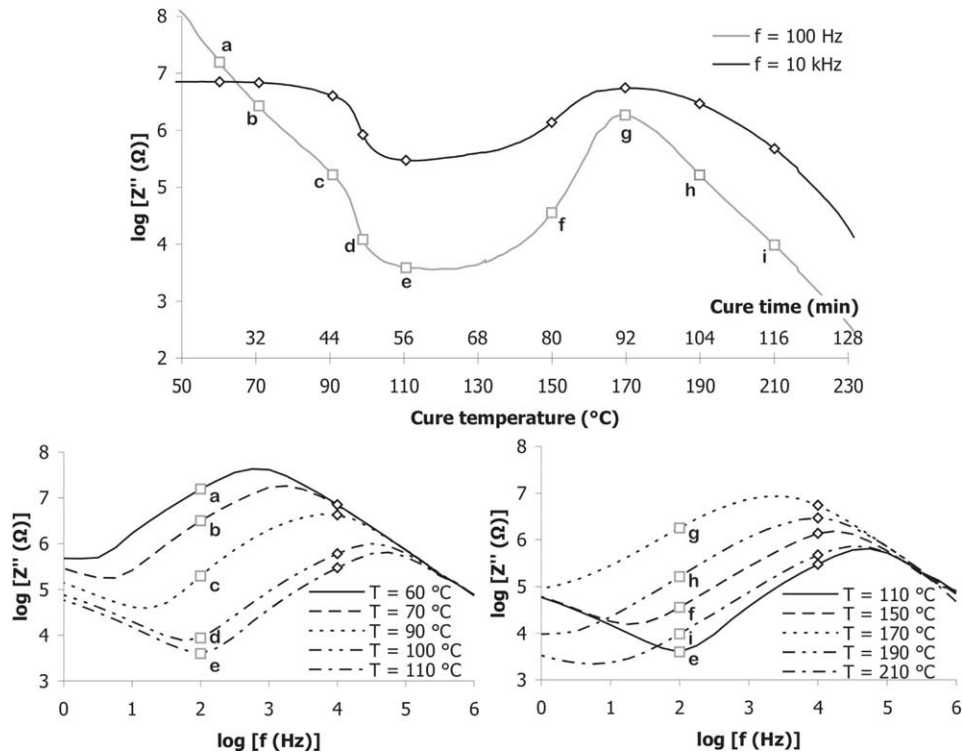 8
7
6
5
4
3
2
log [Z'' (Ω)]
a
b
c
d
e
f
g
h
i
f = 100 Hz
f = 10 kHz
Cure time (min)
32 44 56 68 80 92 104 116 128
50 70 90 110 130 150 170 190 210 230
Cure temperature (°C)
8
7
6
5
4
3
log [Z'' (Ω)]
a
b
c
d
e
T = 60 °C
T = 70 °C
T = 90 °C
T = 100 °C
T = 110 °C
0 1 2 3 4 5 6
log [f (Hz)]
8
7
6
5
4
3
log [Z'' (Ω)]
g
h
f
i
e
T = 110 °C
T = 150 °C
T = 170 °C
T = 190 °C
T = 210 °C
0 1 2 3 4 5 6
log [f (Hz)]